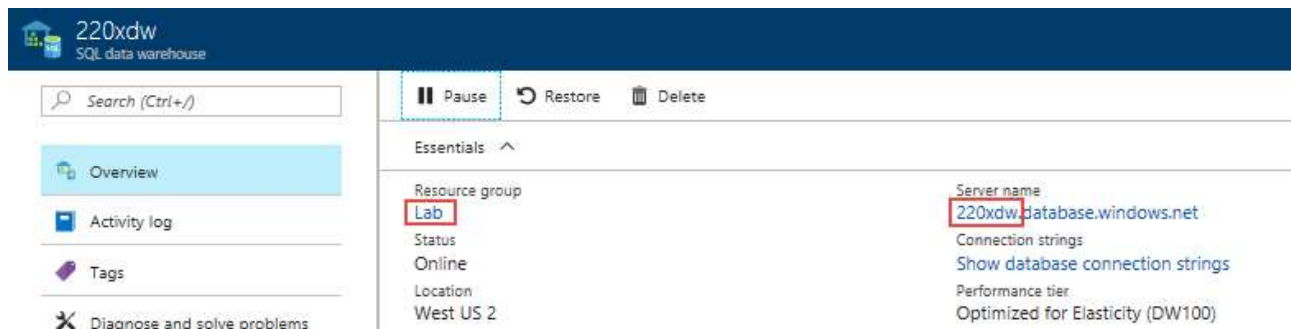 220xdw
SQL data warehouse
Search (Ctrl+/)
Overview
Activity log
Tags
Diagnose and solve problems
Pause Restore Delete
Essentials
Resource group
Lab
Status
Online
Location
West US 2
Server name
220xdw.database.windows.net
Connection strings
Show database connection strings
Performance tier
Optimized for Elasticity (DW100)